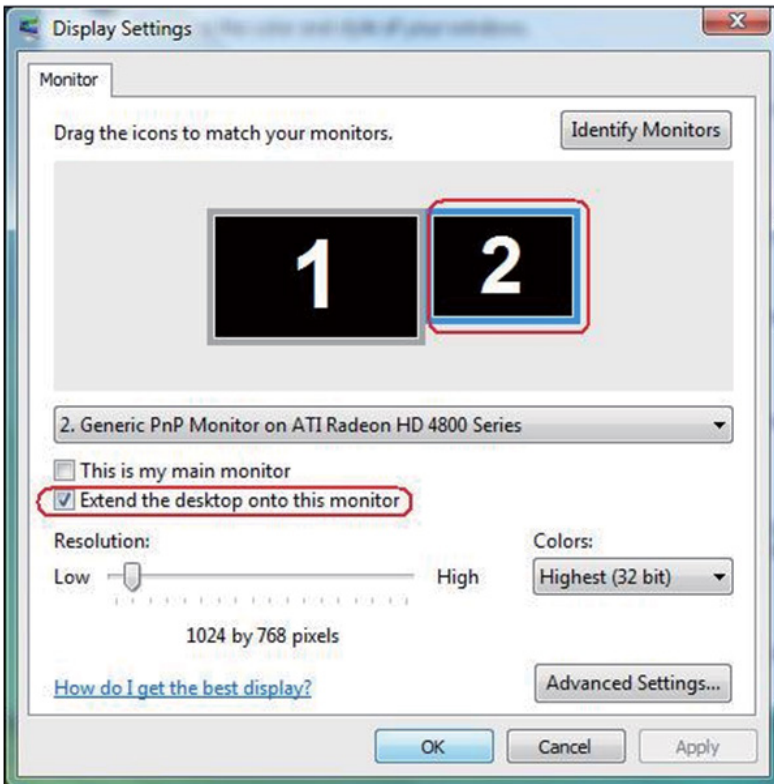 Display Settings
Monitor
Drag the icons to match your monitors.
Identify Monitors
1
2
2. Generic PnP Monitor on ATI Radeon HD 4800 Series
This is my main monitor
Extend the desktop onto this monitor
Resolution:
Colors:
Low
High
Highest (32 bit)
1024 by 768 pixels
How do I get the best display?
Advanced Settings...
OK
Cancel
Apply